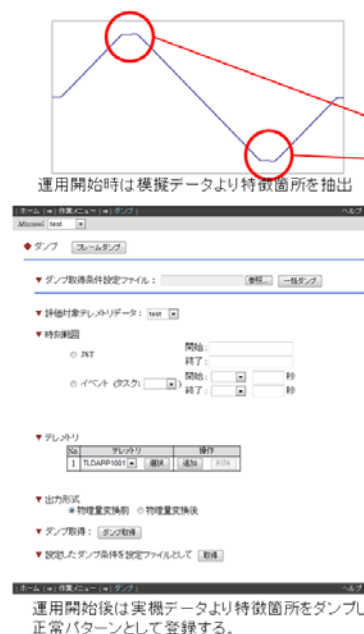 運用開始時は模擬データより特徴箇所を抽出
| ホーム | ⇒ | 作業メニュー | ⇒ | ダンプ | ヘルプ
Mission: test
◆ ダンプ フレームダンプ
▼ ダンプ取得条件設定ファイル： 参照... 一括ダンプ
▼ 評価対象テレメトリデータ： test
▼ 時刻範囲
開始：
JST
終了：
開始： 秒
イベント (タスク： )
終了： 秒
▼ テレメトリ
No. テレメトリ 操作
1 TLDAPP1001 選択 追加 削除
▼ 出力形式
物理量変換前 物理量変換後
▼ ダンプ取得： ダンプ取得
▼ 設定したダンプ条件を設定ファイルとして 取得
| ホーム | ⇒ | 作業メニュー | ⇒ | ダンプ | ヘルプ
運用開始後は実機データより特徴箇所をダンプし
正常パターンとして登録する。